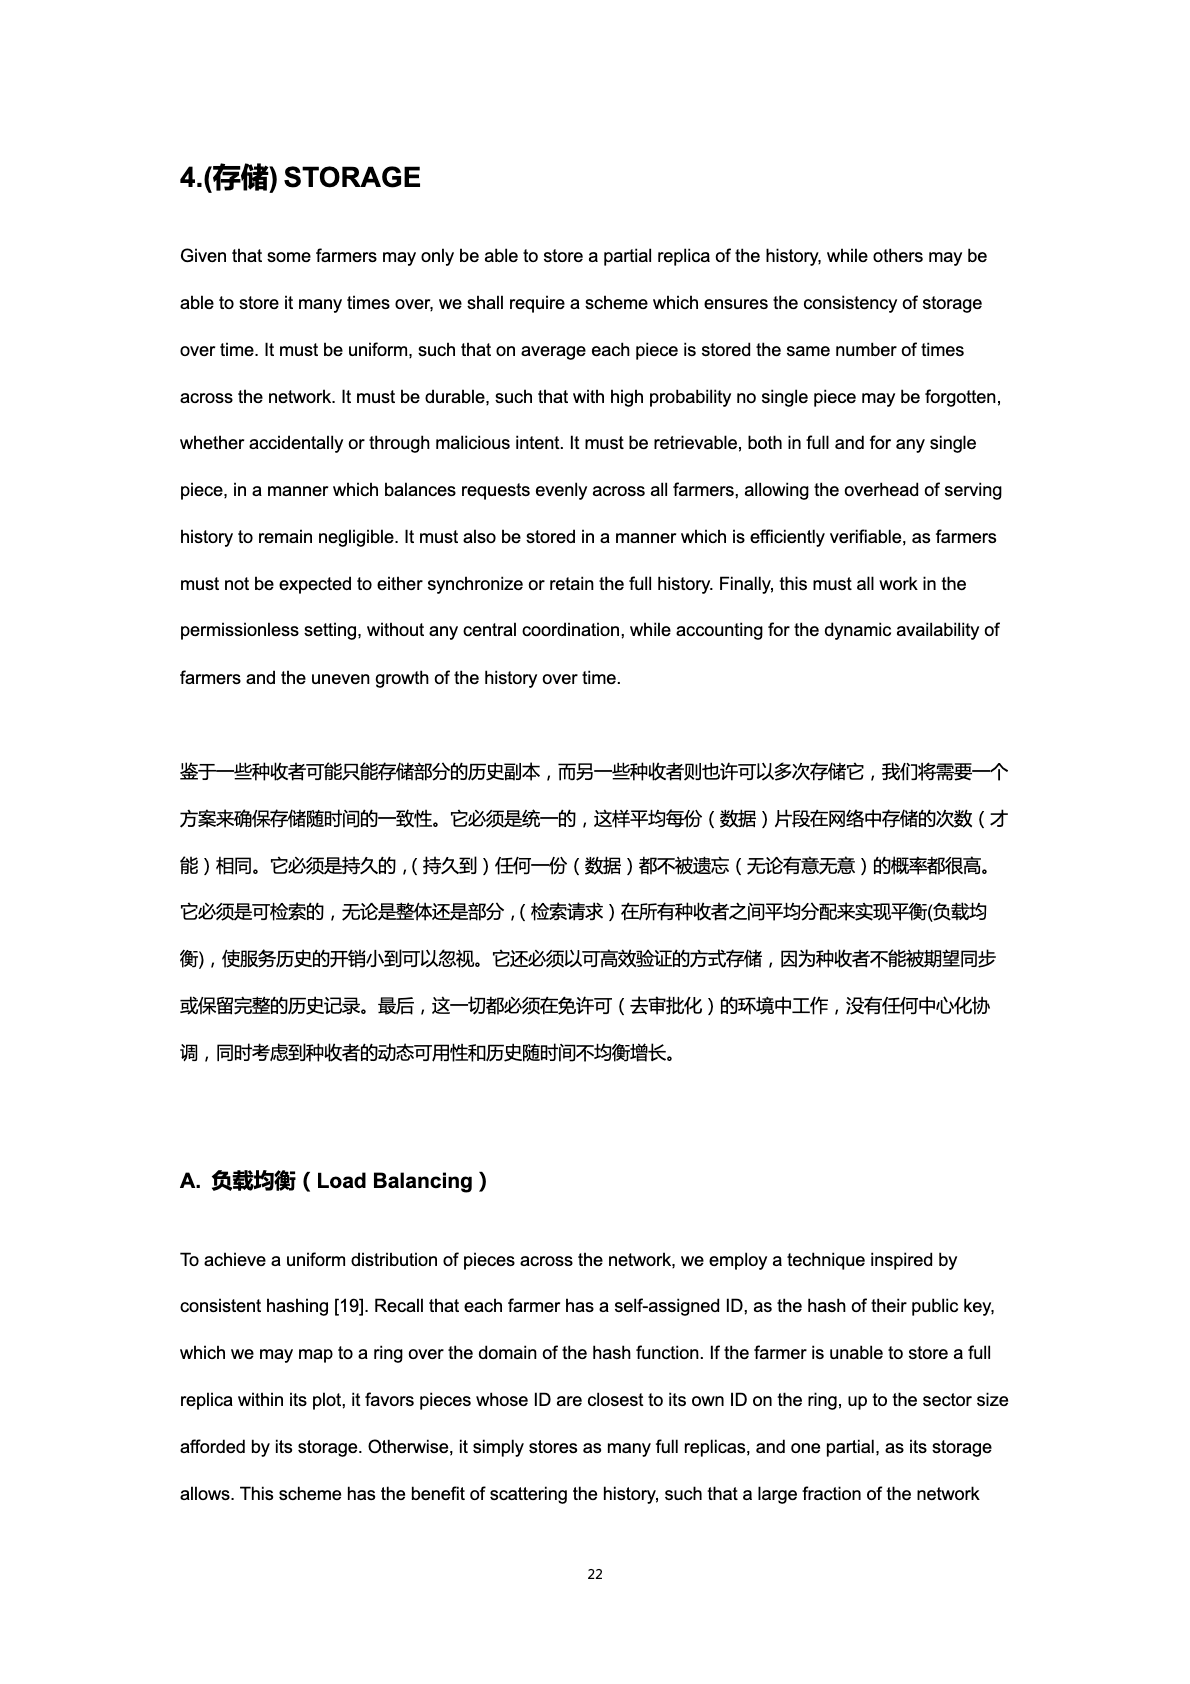 4.(存储) STORAGE
Given that some farmers may only be able to store a partial replica of the history, while others may be
able to store it many times over, we shall require a scheme which ensures the consistency of storage
over time. It must be uniform, such that on average each piece is stored the same number of times
across the network. It must be durable, such that with high probability no single piece may be forgotten,
whether accidentally or through malicious intent. It must be retrievable, both in full and for any single
piece, in a manner which balances requests evenly across all farmers, allowing the overhead of serving
history to remain negligible. It must also be stored in a manner which is efficiently verifiable, as farmers
must not be expected to either synchronize or retain the full history. Finally, this must all work in the
permissionless setting, without any central coordination, while accounting for the dynamic availability of
farmers and the uneven growth of the history over time.
鉴于一些种收者可能只能存储部分的历史副本，而另一些种收者则也许可以多次存储它，我们将需要一个
方案来确保存储随时间的一致性。它必须是统一的，这样平均每份（数据）片段在网络中存储的次数（才
能）相同。它必须是持久的，（持久到）任何一份（数据）都不被遗忘（无论有意无意）的概率都很高。
它必须是可检索的，无论是整体还是部分，（检索请求）在所有种收者之间平均分配来实现平衡(负载均
衡)，使服务历史的开销小到可以忽视。它还必须以可高效验证的方式存储，因为种收者不能被期望同步
或保留完整的历史记录。最后，这一切都必须在免许可（去审批化）的环境中工作，没有任何中心化协
调，同时考虑到种收者的动态可用性和历史随时间不均衡增长。
A. 负载均衡（Load Balancing）
To achieve a uniform distribution of pieces across the network, we employ a technique inspired by
consistent hashing [19]. Recall that each farmer has a self-assigned ID, as the hash of their public key,
which we may map to a ring over the domain of the hash function. If the farmer is unable to store a full
replica within its plot, it favors pieces whose ID are closest to its own ID on the ring, up to the sector size
afforded by its storage. Otherwise, it simply stores as many full replicas, and one partial, as its storage
allows. This scheme has the benefit of scattering the history, such that a large fraction of the network
22